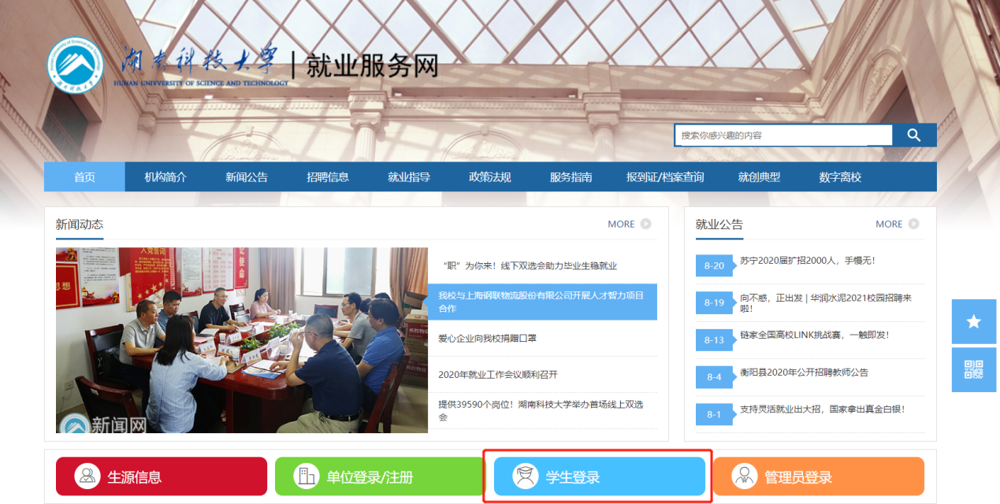 湖南科技大学
HUNAN UNIVVERSITY OF SCIENCE AND TECHNOLOGY
就业服务网
搜索你感兴趣的内容
首页 机构简介 新闻公告 招聘信息 就业指导 政策法规 服务指南 报到证/档案查询 就创典型 数字离校
新闻动态
MORE
“职”为你来！线下双选会助力毕业生稳就业
我校与上海钢联物流股份有限公司开展人才智力项目
合作
爱心企业向我校捐赠口罩
2020年就业工作会议顺利召开
提供39590个岗位！湖南科技大学举办首场线上双选
会
入党誓词
思想
记使命
新闻网
就业公告
MORE
8-20 苏宁2020届扩招2000人，手慢无！
8-19 向不惑，正出发 | 华润水泥2021校园招聘来
啦！
8-13 链家全国高校LINK挑战赛，一触即发！
8-4 衡阳县2020年公开招聘教师公告
8-1 支持灵活就业出大招，国家拿出真金白银！
生源信息
单位登录/注册
学生登录
管理员登录